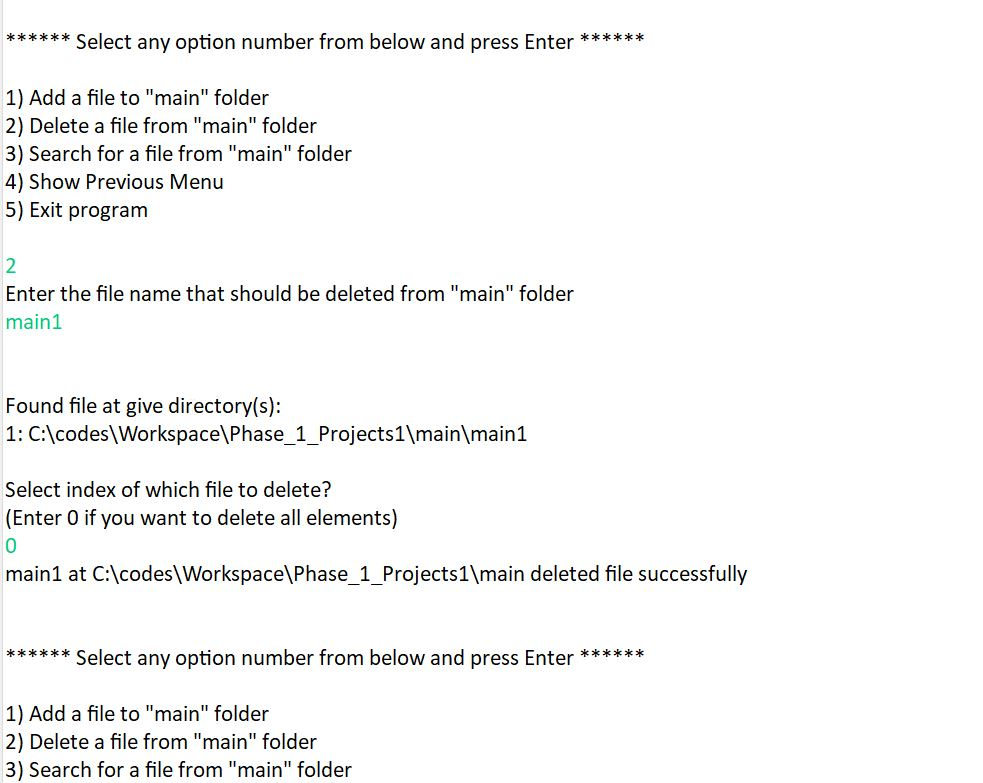 ****** Select any option number from below and press Enter ******
1) Add a file to "main" folder
2) Delete a file from "main" folder
3) Search for a file from "main" folder
4) Show Previous Menu
5) Exit program
2
Enter the file name that should be deleted from "main" folder
main1
Found file at give directory(s):
1: C:\codes\Workspace\Phase_1_Projects1\main\main1
Select index of which file to delete?
(Enter 0 if you want to delete all elements)
0
main1 at C:\codes\Workspace\Phase_1_Projects1\main deleted file successfully
****** Select any option number from below and press Enter ******
1) Add a file to "main" folder
2) Delete a file from "main" folder
3) Search for a file from "main" folder